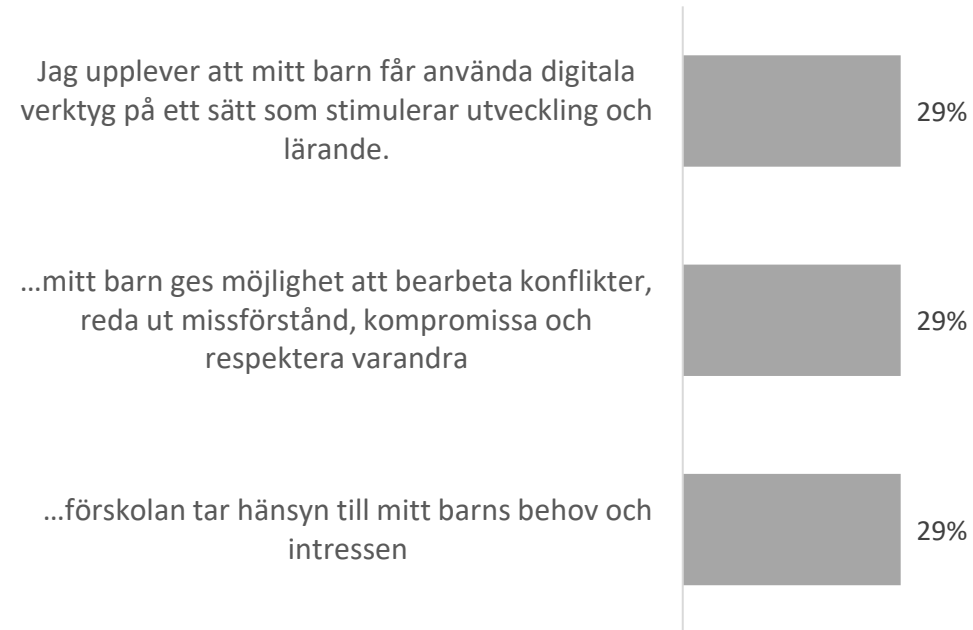 Jag upplever att mitt barn får använda digitala
verktyg på ett sätt som stimulerar utveckling och
lärande.
29%
…mitt barn ges möjlighet att bearbeta konflikter,
reda ut missförstånd, kompromissa och
respektera varandra
29%
…förskolan tar hänsyn till mitt barns behov och
intressen
29%